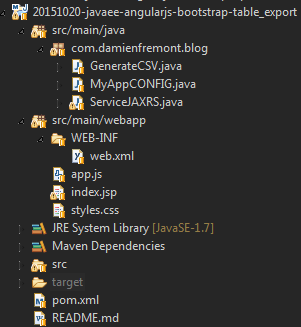 20151020-javaee-angularjs-bootstrap-table_export
src/main/java
com.damienfremont.blog
GenerateCSV.java
MyAppCONFIG.java
ServiceJAXRS.java
src/main/webapp
WEB-INF
web.xml
app.js
index.jsp
styles.css
JRE System Library [JavaSE-1.7]
Maven Dependencies
src
target
pom.xml
README.md